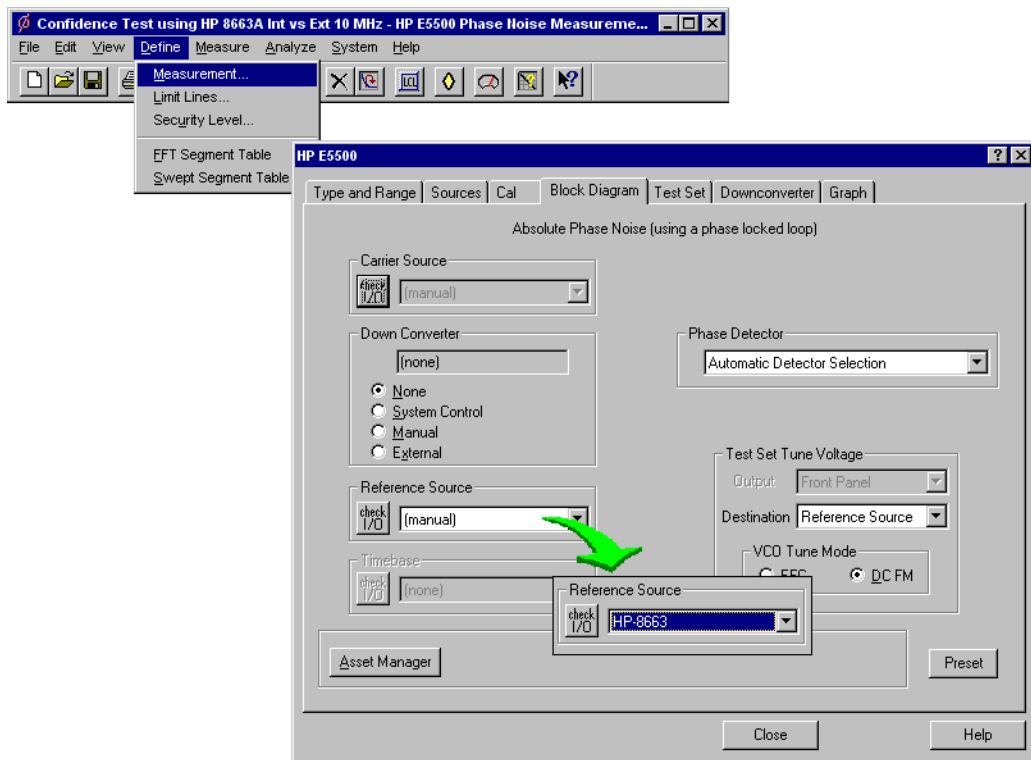 Confidence Test using HP 8663A Int vs Ext 10 MHz - HP E5500 Phase Noise Measureme...
File Edit View Define Measure Analyze System Help
Measurement...
Limit Lines...
Security Level...
FFT Segment Table
Swept Segment Table
LCL
HP E5500
Type and Range Sources Cal Block Diagram Test Set Downconverter Graph
Absolute Phase Noise (using a phase locked loop)
Carrier Source
check I/O (manual)
Down Converter
(none)
None
System Control
Manual
External
Phase Detector
Automatic Detector Selection
Reference Source
check I/O (manual)
Timebase
check I/O (none)
Test Set Tune Voltage
Output Front Panel
Destination Reference Source
VCO Tune Mode
DC FM
Reference Source
check I/O HP-8663
Asset Manager
Preset
Close Help